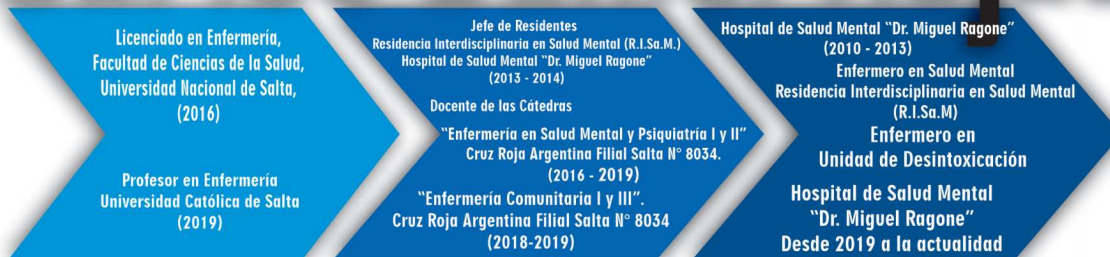 Licenciado en Enfermería,
Facultad de Ciencias de la Salud,
Universidad Nacional de Salta,
(2016)
Profesor en Enfermería
Universidad Católica de Salta
(2019)
Jefe de Residentes
Residencia Interdisciplinaria en Salud Mental (R.I.Sa.M.)
Hospital de Salud Mental "Dr. Miguel Ragone"
(2013 - 2014)
Docente de las Cátedras
"Enfermería en Salud Mental y Psiquiatría I y II"
Cruz Roja Argentina Filial Salta N° 8034.
(2016 - 2019)
"Enfermería Comunitaria I y III".
Cruz Roja Argentina Filial Salta N° 8034
(2018-2019)
Hospital de Salud Mental "Dr. Miguel Ragone"
(2010 - 2013)
Enfermero en Salud Mental
Residencia Interdisciplinaria en Salud Mental
(R.I.Sa.M)
Enfermero en
Unidad de Desintoxicación
Hospital de Salud Mental
"Dr. Miguel Ragone"
Desde 2019 a la actualidad